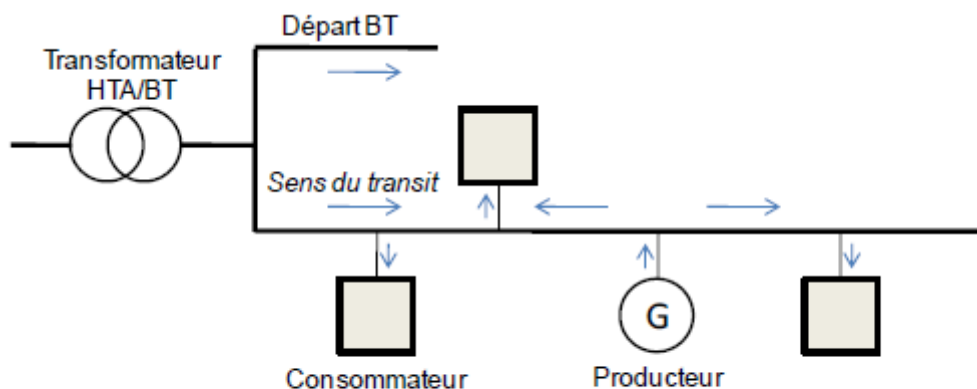 Départ BT
Transformateur
HTA/BT
Sens du transit
G
Consommateur
Producteur